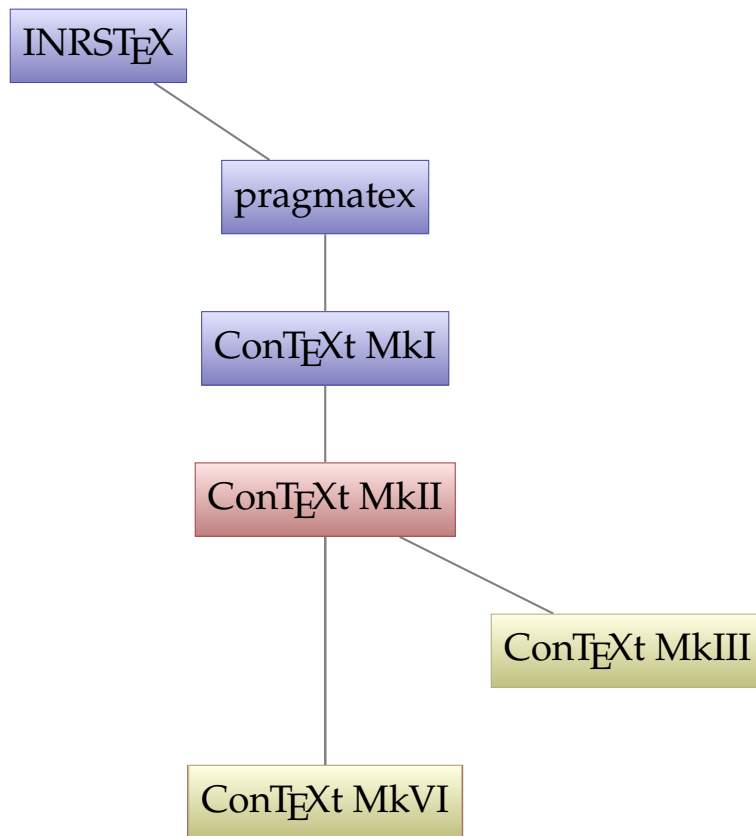 INRSTEX
pragmatex
ConTEXt MkI
ConTEXt MkII
ConTEXt MkIII
ConTEXt MkVI